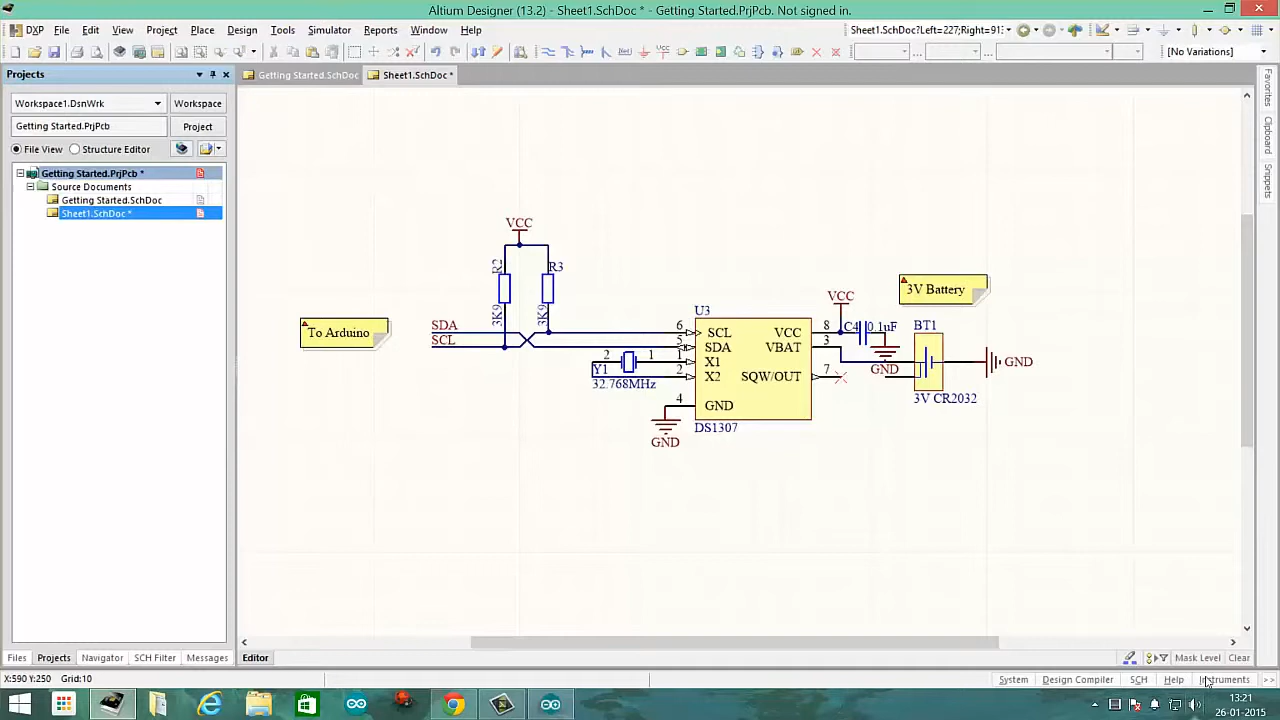 Altium Designer (13.2) - Sheet1.SchDoc * - Getting Started.PrjPcb. Not signed in.
DXP File Edit View Project Place Design Tools Simulator Reports Window Help
Sheet1.SchDoc?Left=227;Right=913
[No Variations]
Projects
Getting Started.SchDoc
Sheet1.SchDoc *
Workspace1.DsnWrk
Workspace
Getting Started.PrjPcb
Project
File View
Structure Editor
Getting Started.PrjPcb *
Source Documents
Getting Started.SchDoc
Sheet1.SchDoc *
Favorites
Clipboard
Snippets
VCC
R2
R3
3K9
3K9
To Arduino
SDA
SCL
2
1
Y1
32.768MHz
U3
6
5
1
2
4
SCL
SDA
X1
X2
GND
VCC
VBAT
SQW/OUT
8
3
7
DS1307
GND
VCC
C4
0.1uF
GND
3V Battery
BT1
3V CR2032
GND
Files
Projects
Navigator
SCH Filter
Messages
Editor
Mask Level
Clear
X:590 Y:250 Grid:10
System
Design Compiler
SCH
Help
Instruments
>>
13:21
26-01-2015